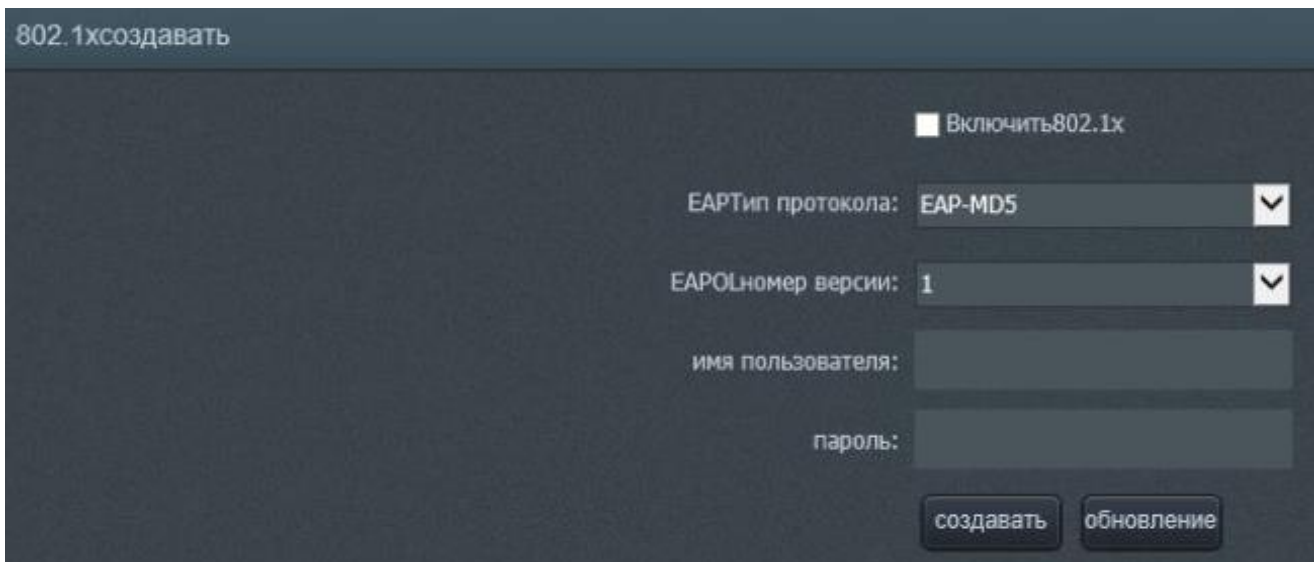 802.1xсоздавать
Включить802.1x
EAPТип протокола: EAP-MD5
EAPOLномер версии: 1
имя пользователя:
пароль:
создавать обновление